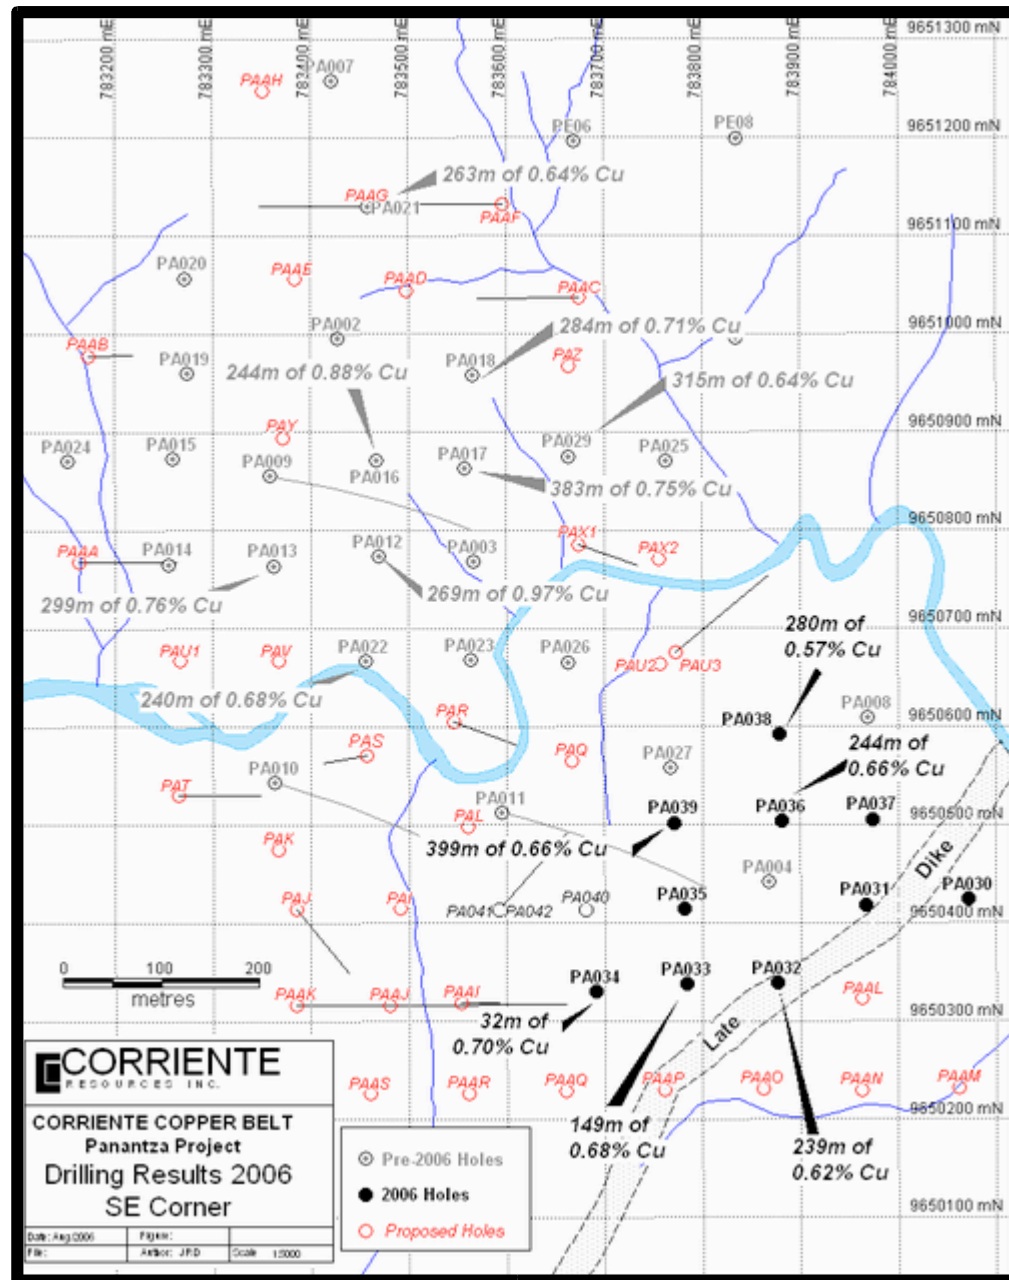 783200 mE
783300 mE
783400 mE
783500 mE
783600 mE
783700 mE
783800 mE
783900 mE
784000 mE
9651300 mN
PAAH
PA007
PE06
PE08
9651200 mN
263m of 0.64% Cu
PAAG
PA021
PAAF
9651100 mN
PA020
PAAE
PAAD
PAAC
PA002
284m of 0.71% Cu
9651000 mN
PAAB
PA019
244m of 0.88% Cu
PA018
PAZ
315m of 0.64% Cu
PAY
9650900 mN
PA024
PA015
PA009
PA016
PA017
PA029
PA025
383m of 0.75% Cu
PAX1
9650800 mN
PAAA
PA014
PA013
PA012
PA003
PAX2
299m of 0.76% Cu
269m of 0.97% Cu
9650700 mN
280m of
0.57% Cu
PAU1
PAV
PA022
PA023
PA026
PAU2
PAU3
240m of 0.68% Cu
PAR
PA038
PA008
9650600 mN
PAS
PAQ
PA027
244m of
0.66% Cu
PAT
PA010
PA011
PA039
PA036
PA037
9650500 mN
PAL
PAK
399m of 0.66% Cu
PA004
Dike
PAJ
PAI
PA041
PA042
PA040
PA035
PA031
PA030
9650400 mN
0 100 200
metres
PAAK
PAAJ
PAAI
PA034
PA033
PA032
PAAL
32m of
0.70% Cu
Late
9650300 mN
PAAS
PAAR
PAAQ
PAAP
PAAO
PAAN
PAAM
9650200 mN
149m of
0.68% Cu
239m of
0.62% Cu
9650100 mN
CORRIENTE
RESOURCES INC.
CORRIENTE COPPER BELT
Panantza Project
Drilling Results 2006
SE Corner
Date: Aug/2006 Figure:
File: Author: JRD Scale 1:5000
Pre-2006 Holes
2006 Holes
Proposed Holes